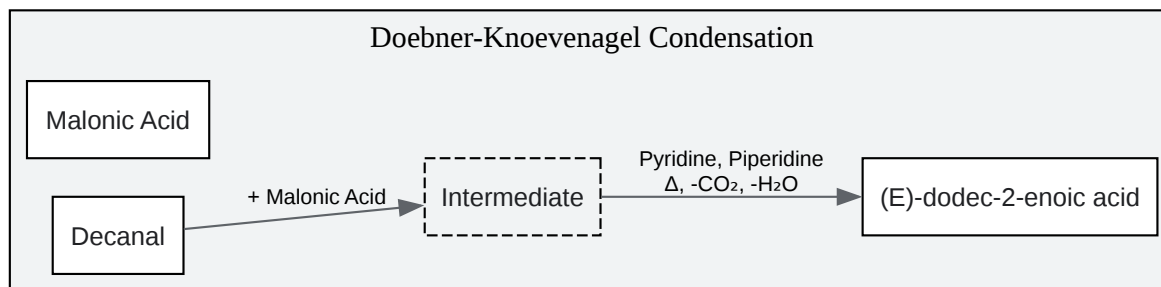 Doebner-Knoevenagel Condensation
Malonic Acid
Decanal
+ Malonic Acid
Intermediate
Pyridine, Piperidine
Δ, -CO₂, -H₂O
(E)-dodec-2-enoic acid